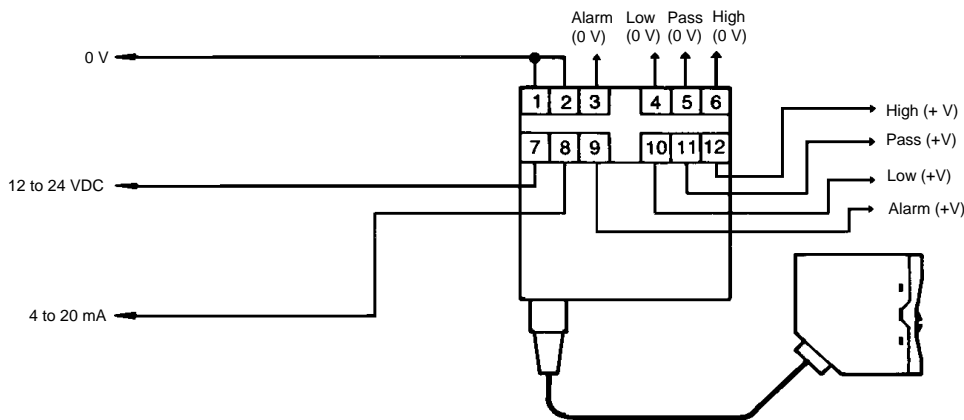 Alarm Low Pass High
(0 V) (0 V) (0 V) (0 V)
0 V
1 2 3 4 5 6
High (+ V)
7 8 9 10 11 12
Pass (+V)
12 to 24 VDC
Low (+V)
Alarm (+V)
4 to 20 mA